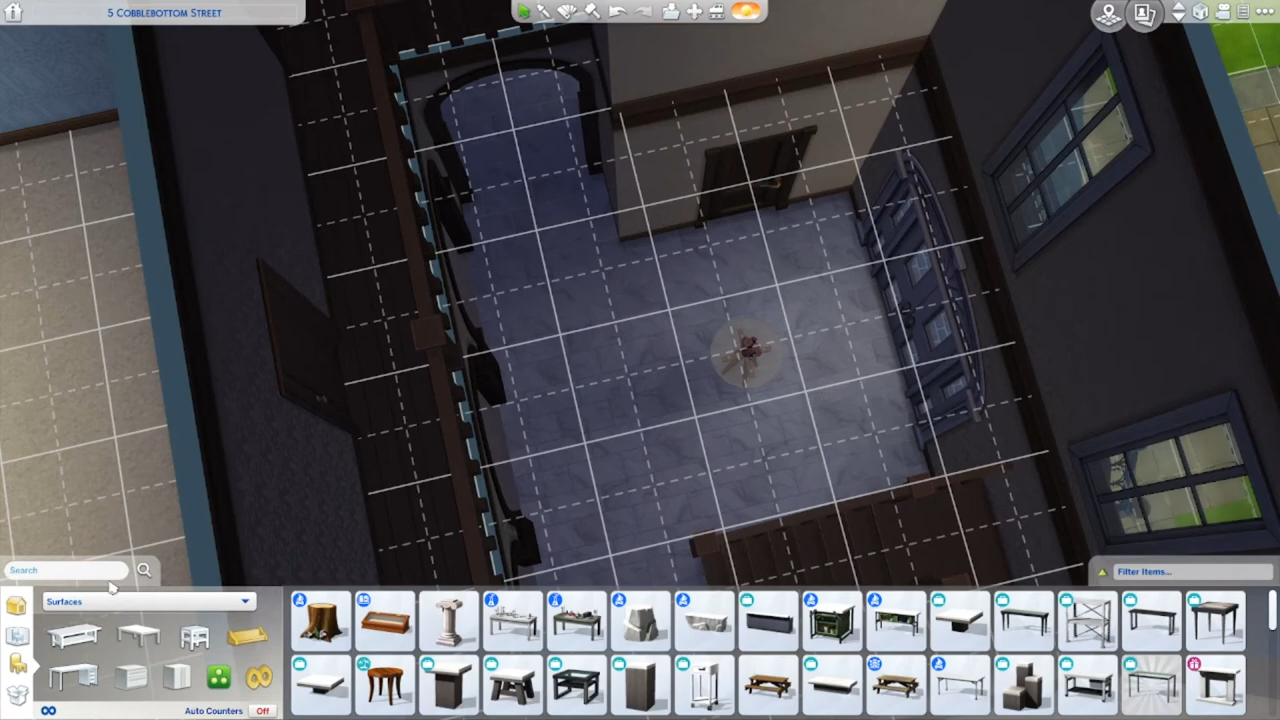 5 Cobblebottom Street
Search
Filter Items...
Surfaces
Auto Counters Off